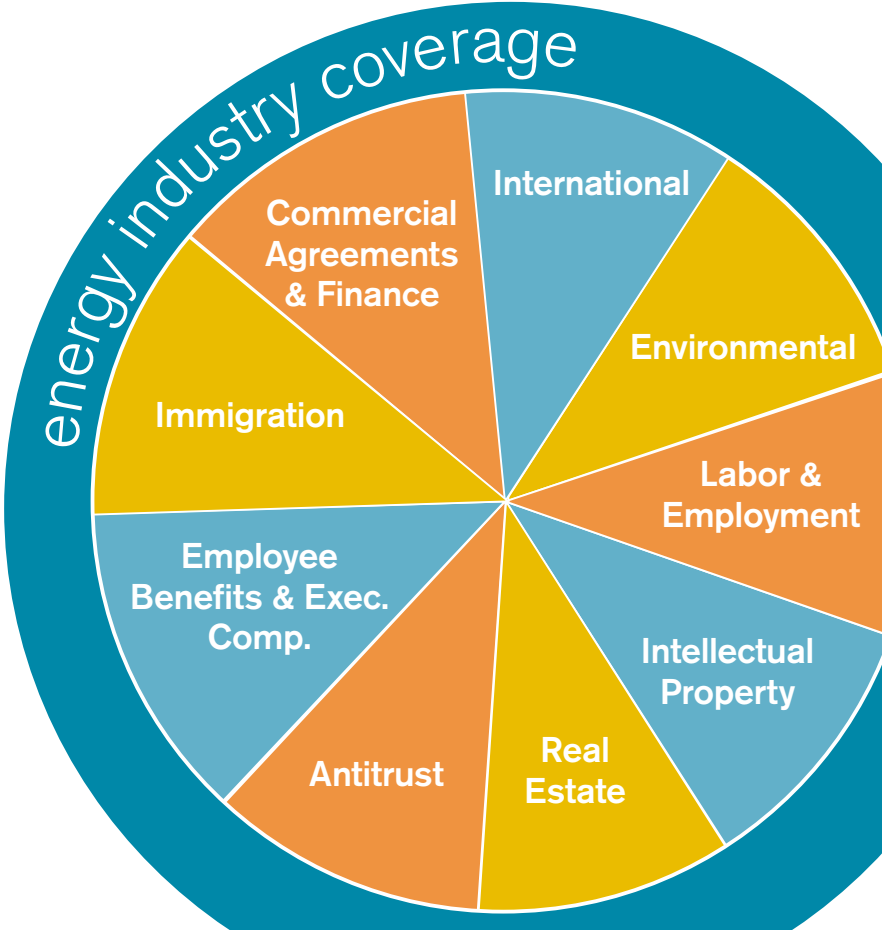 energy industry coverage
International
Environmental
Labor &
Employment
Intellectual
Property
Real
Estate
Antitrust
Employee
Benefits & Exec.
Comp.
Immigration
Commercial
Agreements
& Finance